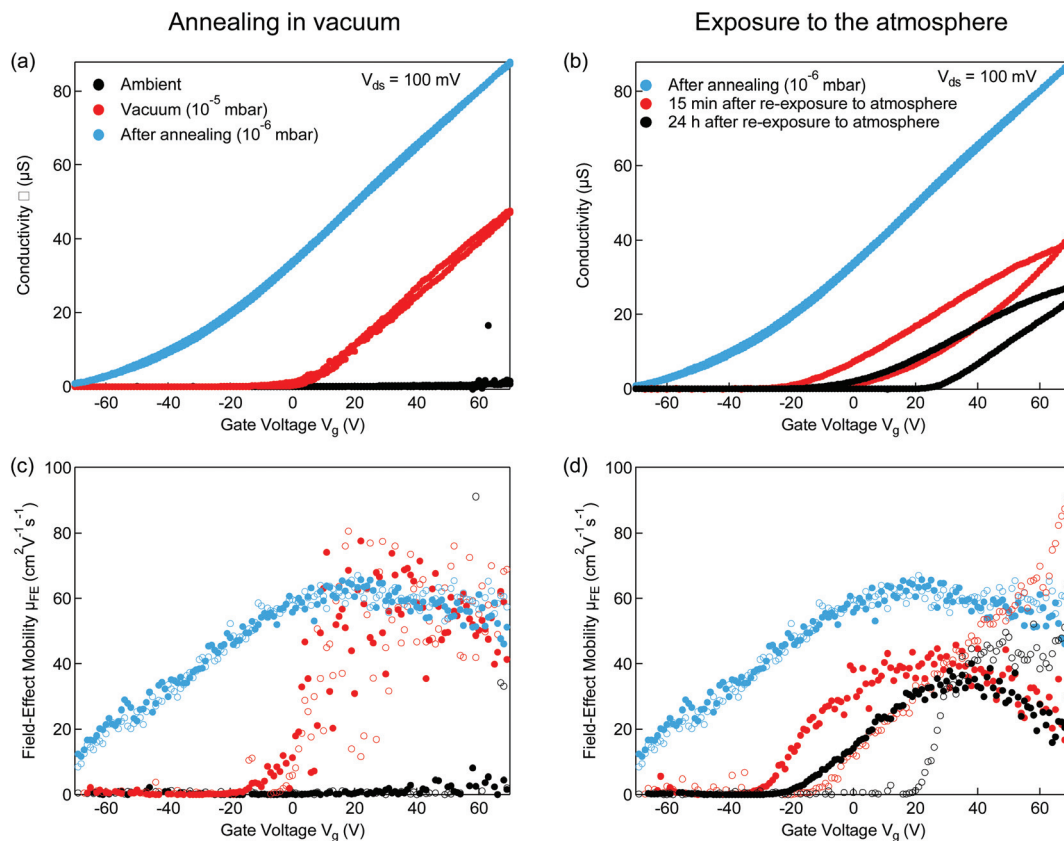 Annealing in vacuum
Exposure to the atmosphere
(a)
Ambient
Vacuum (10⁻⁵ mbar)
After annealing (10⁻⁶ mbar)
V_ds = 100 mV
Conductivity □ (µS)
80
60
40
20
0
-60 -40 -20 0 20 40 60
Gate Voltage V_g (V)
(b)
After annealing (10⁻⁶ mbar)
15 min after re-exposure to atmosphere
24 h after re-exposure to atmosphere
V_ds = 100 mV
Conductivity (µS)
80
60
40
20
0
-60 -40 -20 0 20 40 60
Gate Voltage V_g (V)
(c)
Field-Effect Mobility µ_FE (cm²V⁻¹s⁻¹)
100
80
60
40
20
0
-60 -40 -20 0 20 40 60
Gate Voltage V_g (V)
(d)
Field-Effect Mobility µ_FE (cm²V⁻¹s⁻¹)
100
80
60
40
20
0
-60 -40 -20 0 20 40 60
Gate Voltage V_g (V)